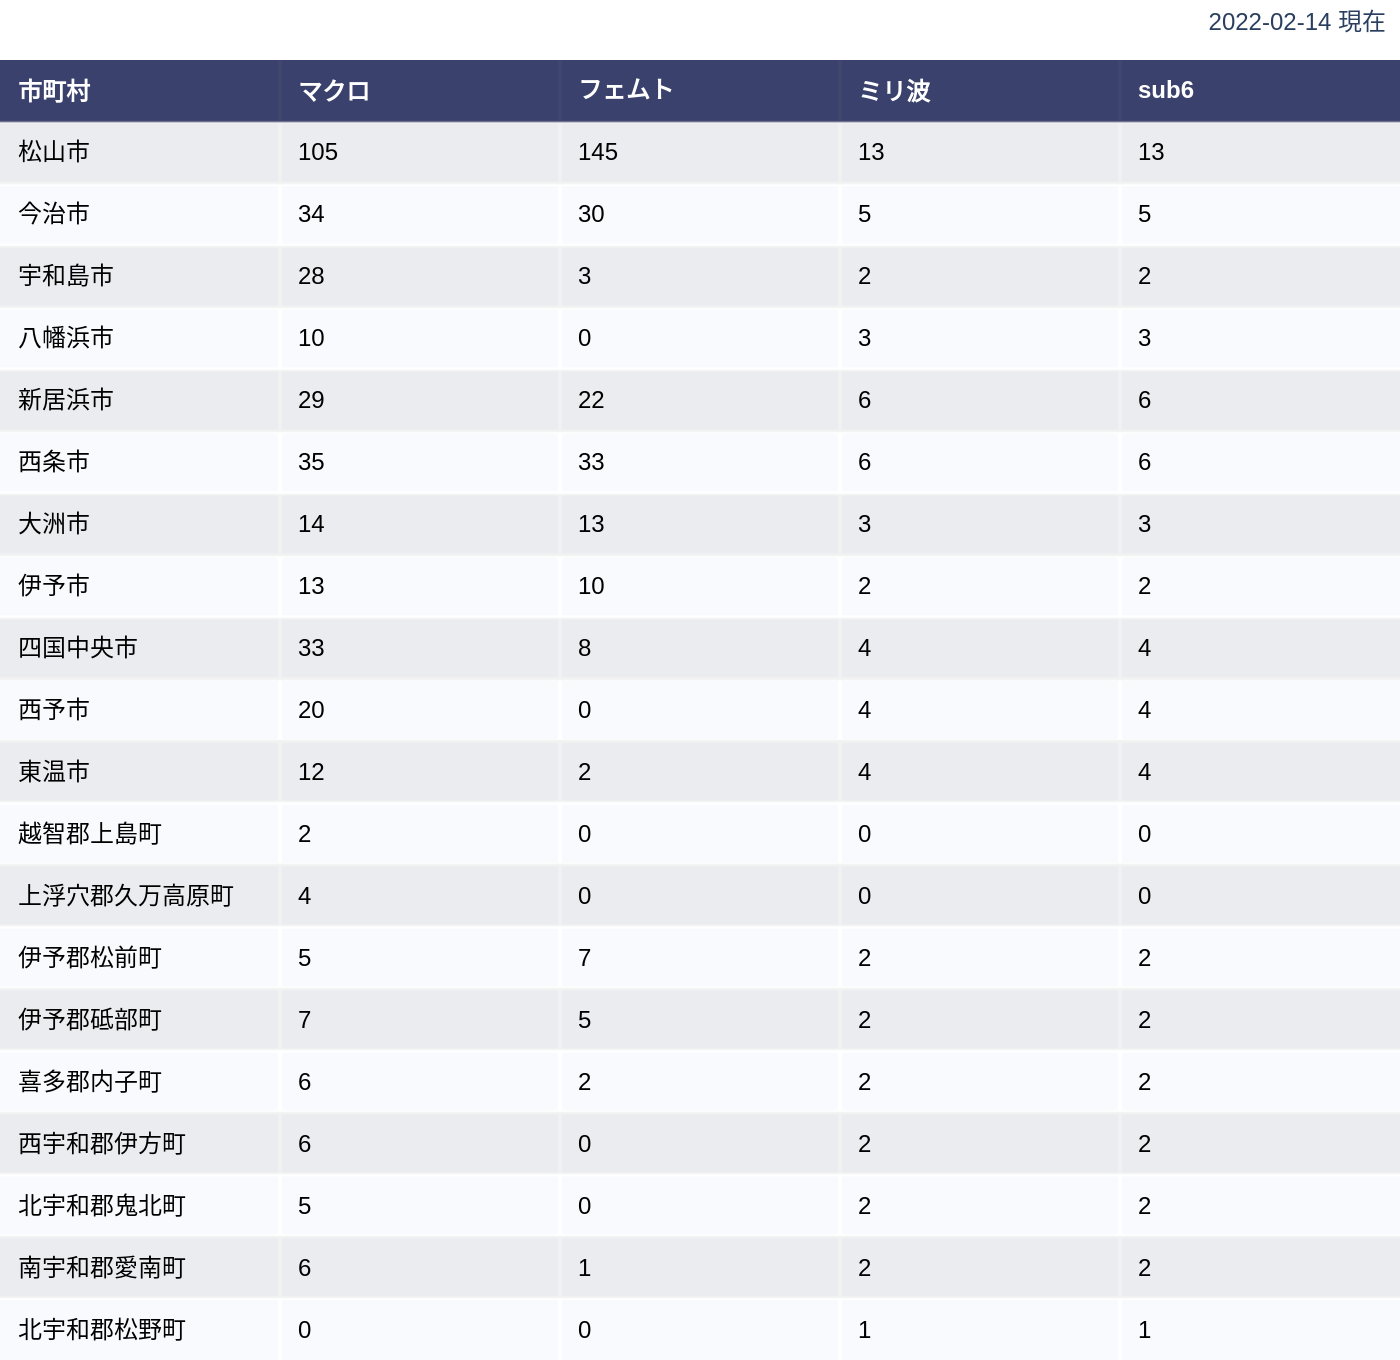 2022-02-14 現在
市町村 マクロ フェムト ミリ波 sub6
松山市 105 145 13 13
今治市 34 30 5 5
宇和島市 28 3 2 2
八幡浜市 10 0 3 3
新居浜市 29 22 6 6
西条市 35 33 6 6
大洲市 14 13 3 3
伊予市 13 10 2 2
四国中央市 33 8 4 4
西予市 20 0 4 4
東温市 12 2 4 4
越智郡上島町 2 0 0 0
上浮穴郡久万高原町 4 0 0 0
伊予郡松前町 5 7 2 2
伊予郡砥部町 7 5 2 2
喜多郡内子町 6 2 2 2
西宇和郡伊方町 6 0 2 2
北宇和郡鬼北町 5 0 2 2
南宇和郡愛南町 6 1 2 2
北宇和郡松野町 0 0 1 1